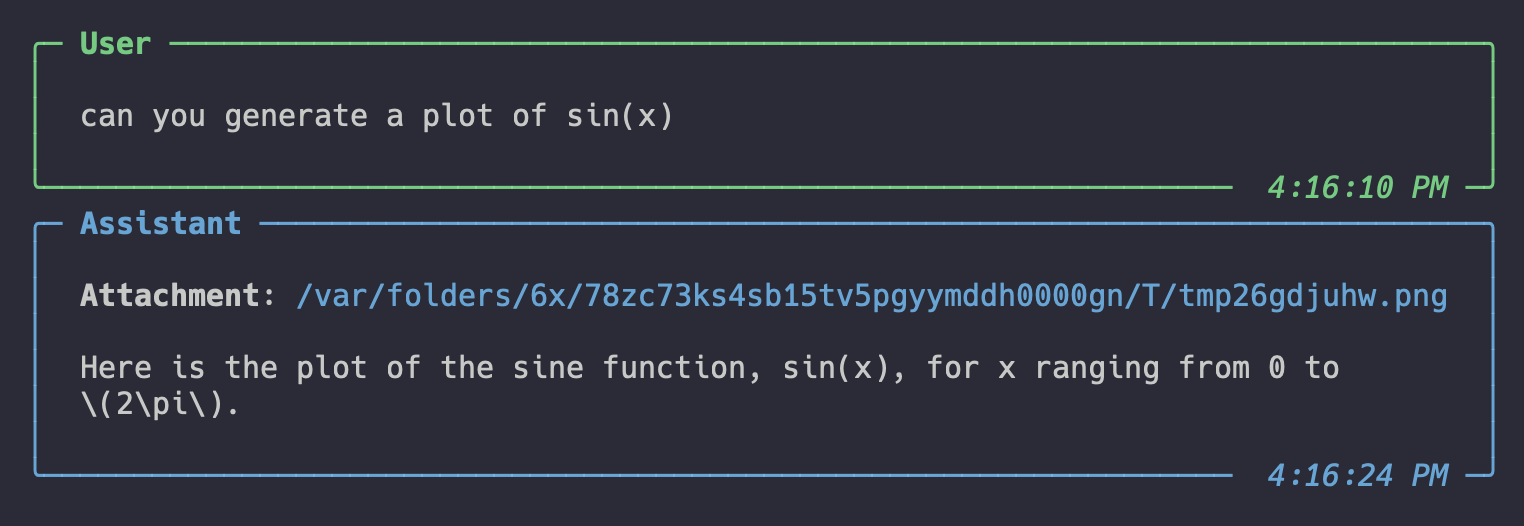 User
can you generate a plot of sin(x)
4:16:10 PM
Assistant
Attachment: /var/folders/6x/78zc73ks4sb15tv5pgyymddh0000gn/T/tmp26gdjuhw.png
Here is the plot of the sine function, sin(x), for x ranging from 0 to
\(2\pi\).
4:16:24 PM